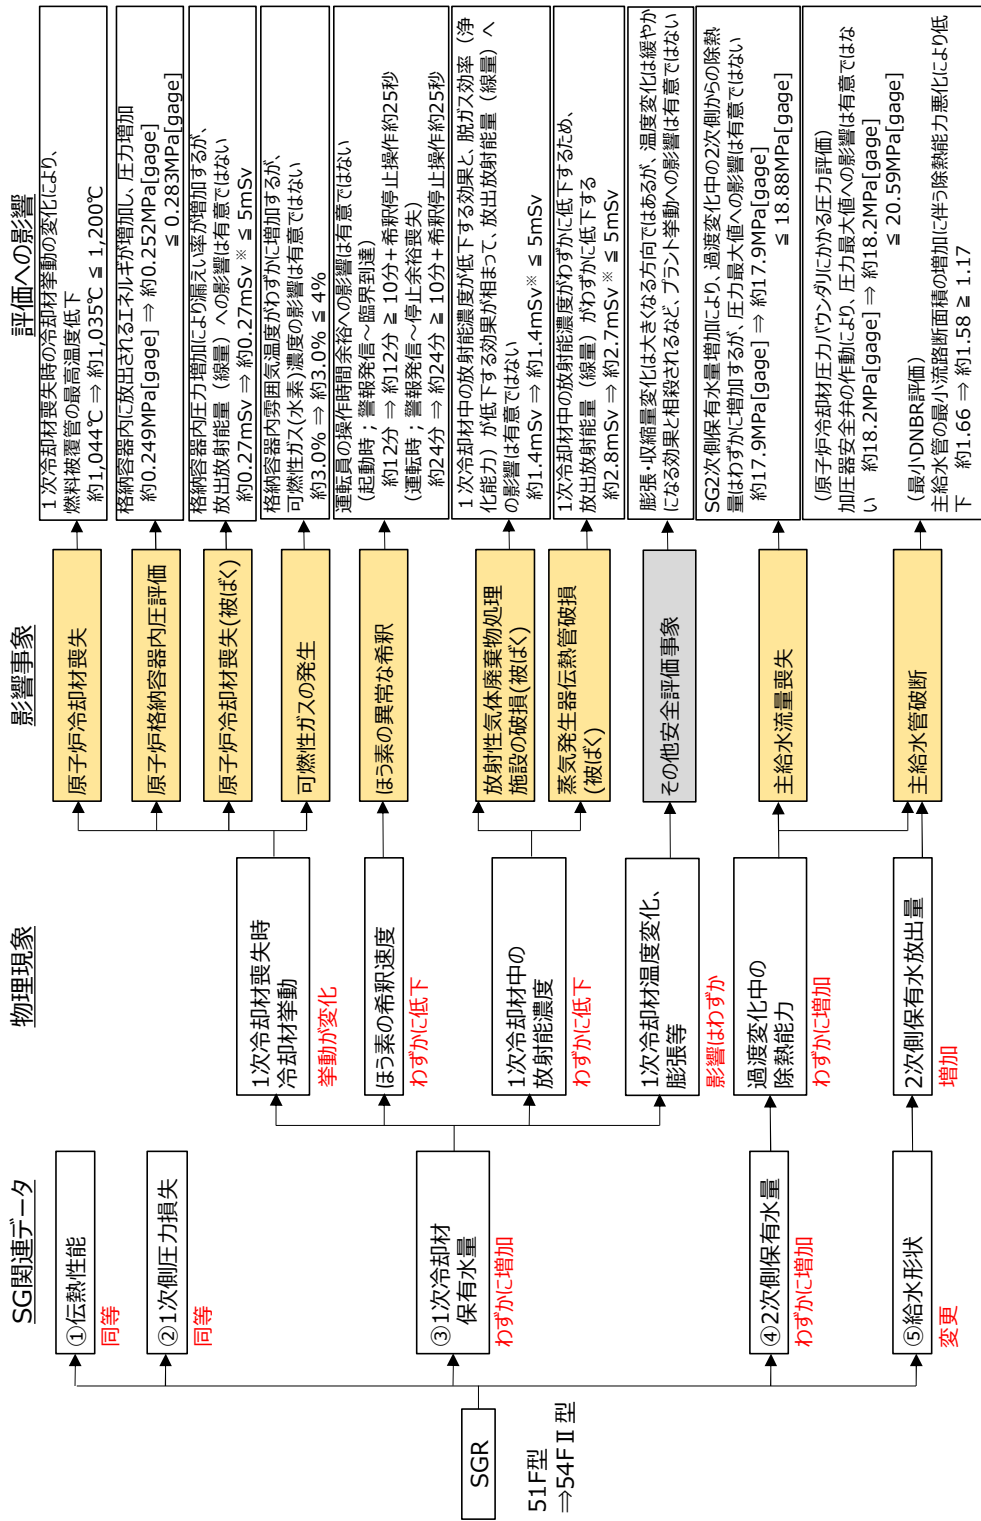 SG関連データ
物理現象
影響事象
評価への影響
SGR
51F型
⇒54FⅡ型
①伝熱性能
同等
②1次側圧力損失
同等
③1次冷却材
保有水量
わずかに増加
④2次側保有水量
わずかに増加
⑤給水形状
変更
1次冷却材喪失時
冷却材挙動
挙動が変化
ほう素の希釈速度
わずかに低下
1次冷却材中の
放射能濃度
わずかに低下
1次冷却材温度変化、
膨張等
影響はわずか
過渡変化中の
除熱能力
わずかに増加
2次側保有水放出量
増加
原子炉冷却材喪失
原子炉格納容器内圧評価
原子炉冷却材喪失(被ばく)
可燃性ガスの発生
ほう素の異常な希釈
放射性気体廃棄物処理
施設の破損(被ばく)
蒸気発生器伝熱管破損
(被ばく)
その他安全評価事象
主給水流量喪失
主給水管破断
1次冷却材喪失時の冷却材挙動の変化により、
燃料被覆管の最高温度低下
約1,044℃ ⇒ 約1,035℃ ≦ 1,200℃
格納容器内に放出されるエネルギが増加し、圧力増加
約0.249MPa[gage] ⇒ 約0.252MPa[gage]
≦ 0.283MPa[gage]
格納容器内圧力増加により漏えい率が増加するが、
放出放射能量(線量)への影響は有意ではない
約0.27mSv ⇒ 約0.27mSv※ ≦ 5mSv
格納容器内雰囲気温度がわずかに増加するが、
可燃性ガス(水素)濃度の影響は有意ではない
約3.0% ⇒ 約3.0% ≦ 4%
運転員の操作時間余裕への影響は有意ではない
(起動時;警報発信~臨界到達)
約12分 ⇒ 約12分 ≧ 10分+希釈停止操作約25秒
(運転時;警報発信~停止余裕喪失)
約24分 ⇒ 約24分 ≧ 10分+希釈停止操作約25秒
1次冷却材中の放射能濃度が低下する効果と、脱ガス効率(浄
化能力)が低下する効果が相まって、放出放射能量(線量)へ
の影響は有意ではない
約1.4mSv ⇒ 約1.4mSv※ ≦ 5mSv
1次冷却材中の放射能濃度がわずかに低下するため、
放出放射能量(線量)がわずかに低下する
約2.8mSv ⇒ 約2.7mSv※ ≦ 5mSv
膨張・収縮量変化は大きくなる方向ではあるが、温度変化は緩やか
になる効果と相殺されるなど、プラント挙動への影響は有意ではない
SG2次側保有水量増加により、過渡変化中の2次側からの除熱
量はわずかに増加するが、圧力最大値への影響は有意ではない
約17.9MPa[gage] ⇒ 約17.9MPa[gage]
≦ 18.88MPa[gage]
(原子炉冷却材圧力バウンダリにかかる圧力評価)
加圧器安全弁の作動により、圧力最大値への影響は有意ではな
い 約18.2MPa[gage] ⇒ 約18.2MPa[gage]
≦ 20.59MPa[gage]
(最小DNBR評価)
主給水管の最小流路断面積の増加に伴う除熱能力悪化により低
下 約1.66 ⇒ 約1.58 ≧ 1.17